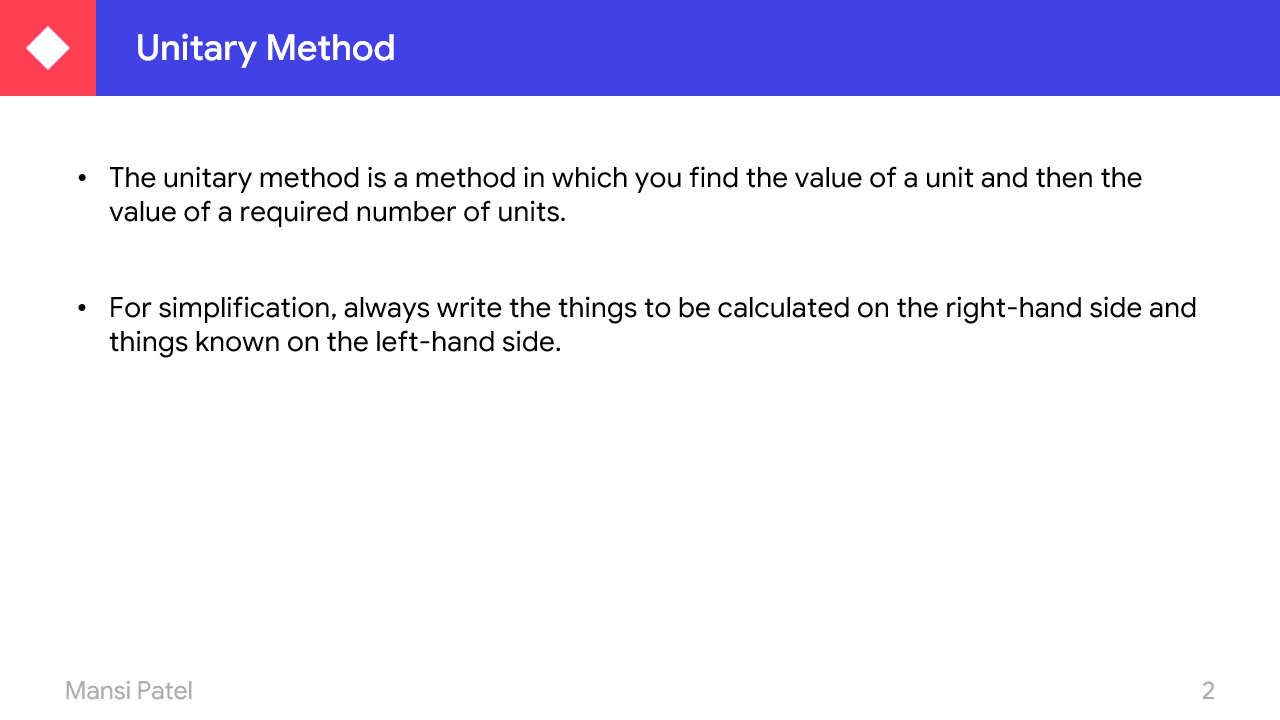 Unitary Method
• The unitary method is a method in which you find the value of a unit and then the
value of a required number of units.
• For simplification, always write the things to be calculated on the right-hand side and
things known on the left-hand side.
Mansi Patel
2